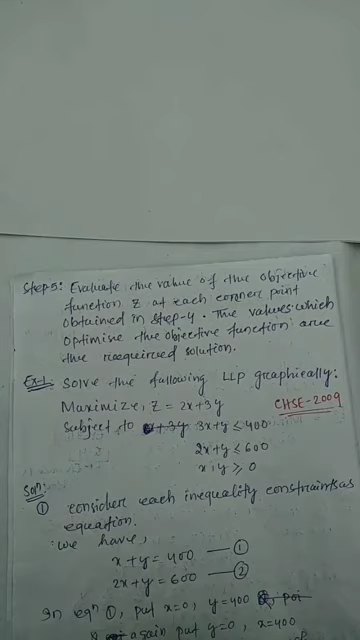 Step 5: Evaluate the value of the objective
function Z at each corner point
obtained in step-4. The values which
optimise the objective function are
the required solution.
Ex-1 Solve the following LLP graphically:
Maximize, Z = 2x+3y CHSE-2009
Subject to x+3y 3x+y ≤ 400
2x+y ≤ 600
x, y ≥ 0
Soln:
① consider each inequality constraints as
equation.
we have,
x+y = 400 — ①
2x+y = 600 — ②
In eqn ①, put x=0, y=400
again put y=0, x=400